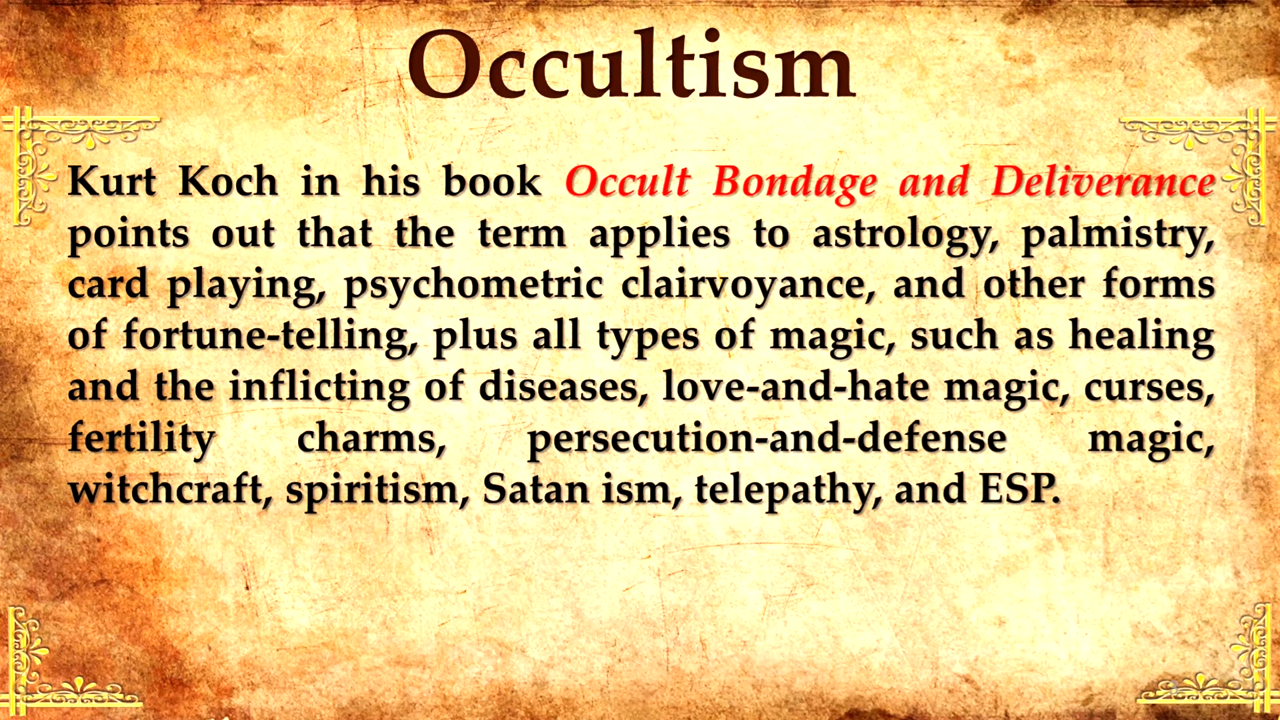 Occultism
Kurt Koch in his book Occult Bondage and Deliverance
points out that the term applies to astrology, palmistry,
card playing, psychometric clairvoyance, and other forms
of fortune-telling, plus all types of magic, such as healing
and the inflicting of diseases, love-and-hate magic, curses,
fertility charms, persecution-and-defense magic,
witchcraft, spiritism, Satan ism, telepathy, and ESP.